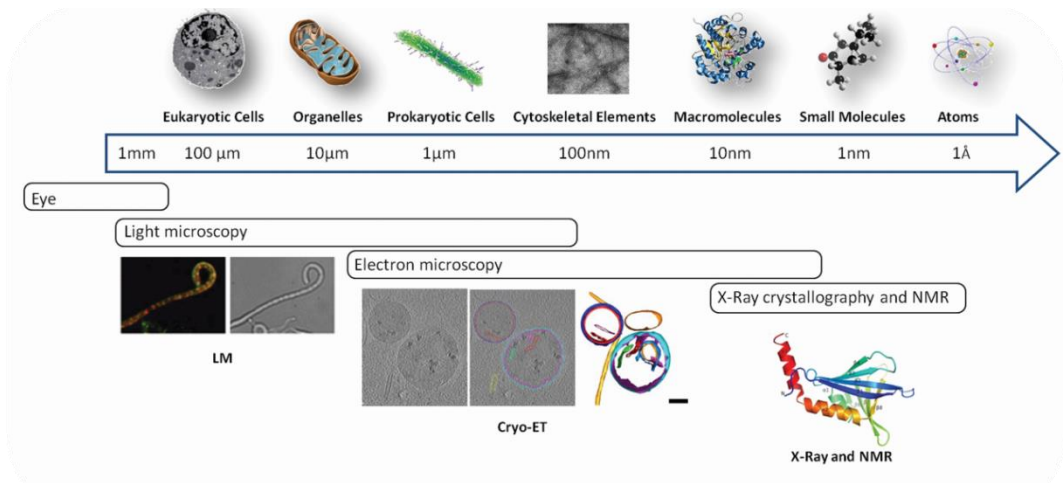 Eukaryotic Cells Organelles Prokaryotic Cells Cytoskeletal Elements Macromolecules Small Molecules Atoms
1mm 100 µm 10µm 1µm 100nm 10nm 1nm 1Å
Eye
Light microscopy
Electron microscopy
X-Ray crystallography and NMR
LM
Cryo-ET
X-Ray and NMR